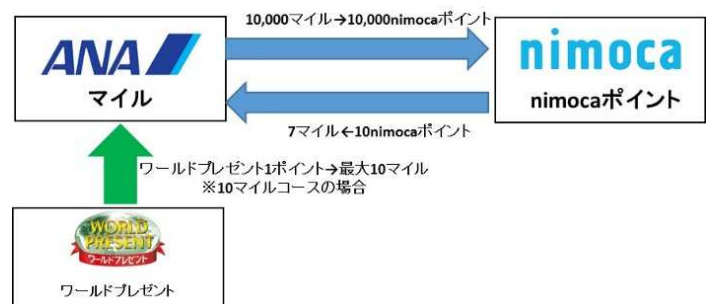 10,000マイル→10,000nimocaポイント
ANA
マイル
nimoca
nimocaポイント
7マイル←10nimocaポイント
ワールドプレゼント1ポイント→最大10マイル
※10マイルコースの場合
WORLD
PRESENT
ワールドプレゼント
ワールドプレゼント